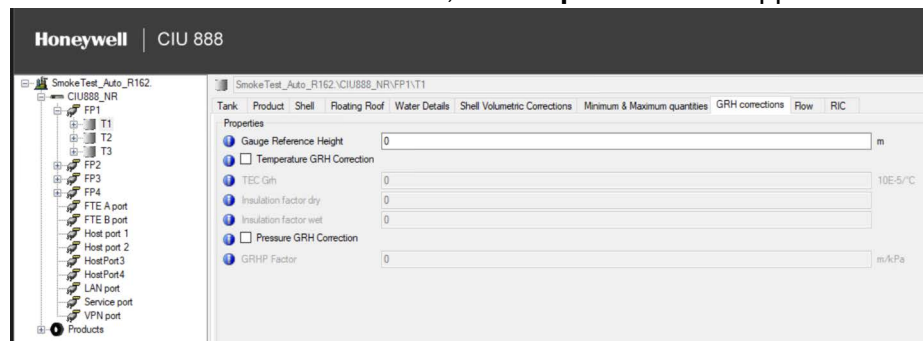 Honeywell | CIU 888
SmokeTest_Auto_R162.
CIU888_NR
FP1
T1
T2
T3
FP2
FP3
FP4
FTE A port
FTE B port
Host port 1
Host port 2
HostPort3
HostPort4
LAN port
Service port
VPN port
Products
SmokeTest_Auto_R162.\CIU888_NR\FP1\T1
Tank Product Shell Floating Roof Water Details Shell Volumetric Corrections Minimum & Maximum quantities GRH corrections Flow RIC
Properties
Gauge Reference Height 0 m
Temperature GRH Correction
TEC Grh 0 10E-5/°C
Insulation factor dry 0
Insulation factor wet 0
Pressure GRH Correction
GRHP Factor 0 m/kPa